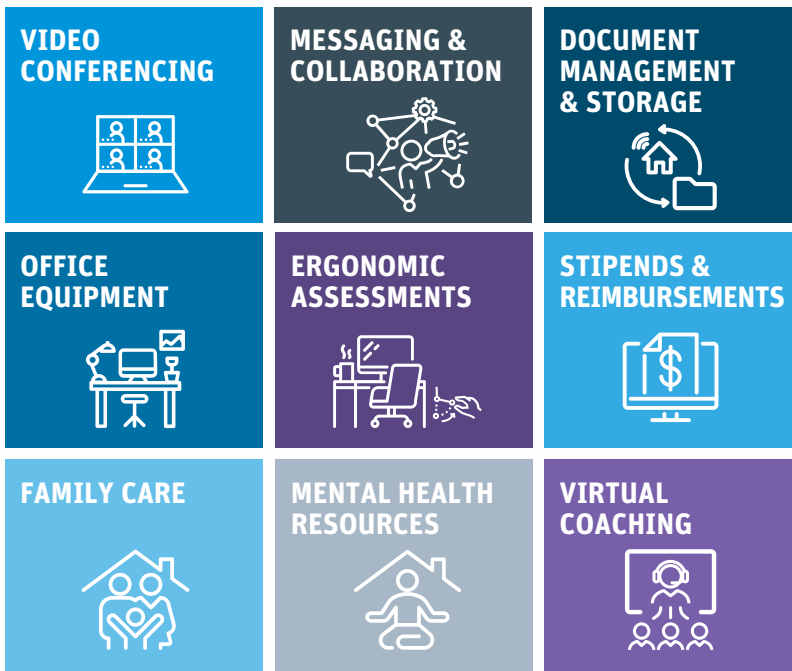 VIDEO
CONFERENCING
MESSAGING &
COLLABORATION
DOCUMENT
MANAGEMENT
& STORAGE
OFFICE
EQUIPMENT
ERGONOMIC
ASSESSMENTS
STIPENDS &
REIMBURSEMENTS
$
FAMILY CARE
MENTAL HEALTH
RESOURCES
VIRTUAL
COACHING